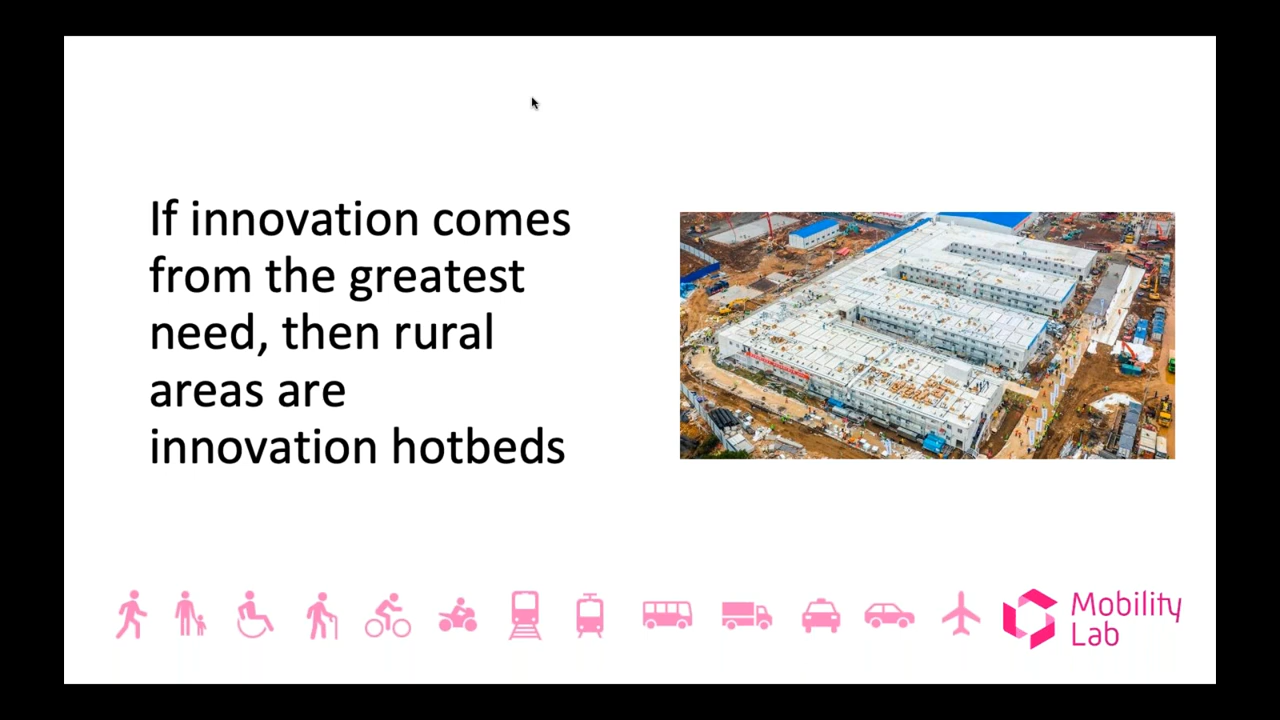 If innovation comes
from the greatest
need, then rural
areas are
innovation hotbeds
Mobility
Lab